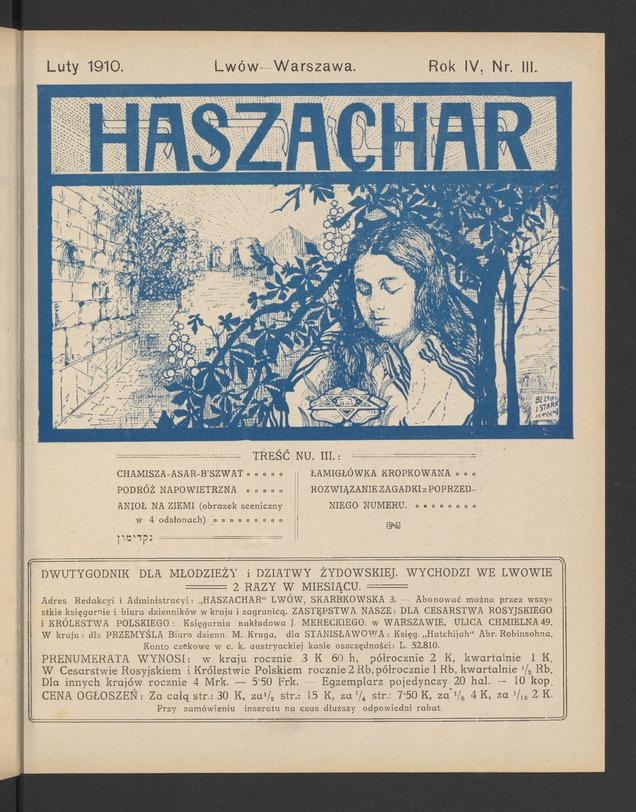 Luty 1910. Lwów—Warszawa. Rok IV, Nr. III.
HASZACHAR
TREŚĆ NU. III.:
CHAMISZA-ASAR-B'SZWAT
PODRÓŻ NAPOWIETRZNA
ANIOŁ NA ZIEMI (obrazek sceniczny
w 4 odsłonach)
נקדימון
ŁAMIGŁÓWKA KROPKOWANA
ROZWIĄZANIE ZAGADKI z POPRZED-
NIEGO NUMERU.
DWUTYGODNIK DLA MŁODZIEŻY i DZIATWY ŻYDOWSKIEJ. WYCHODZI WE LWOWIE
2 RAZY W MIESIĄCU.
Adres Redakcyi i Administracyi: „HASZACHAR" LWÓW, SKARBKOWSKA 3. — Abonować można przez wszy-
stkie księgarnie i biura dzienników w kraju i zagranicą. ZASTĘPSTWA NASZE: DLA CESARSTWA ROSYJSKIEGO
i KRÓLESTWA POLSKIEGO: Księgarnia nakładowa J. MERECKIEGO, w WARSZAWIE, ULICA CHMIELNA 49.
W kraju: dla PRZEMYŚLA Biuro dzienn. M. Kruga, dla STANISŁAWOWA: Księg. „Hatchijah" Abr. Robinsohna.
Konto czekowe w c. k. austryackiej kasie oszczędności: L. 52.810.
PRENUMERATA WYNOSI: w kraju rocznie 3 K 60 h, półrocznie 2 K, kwartalnie 1 K.
W Cesarstwie Rosyjskiem i Królestwie Polskiem rocznie 2 Rb, półrocznie 1 Rb, kwartalnie ½ Rb.
Dla innych krajów rocznie 4 Mrk. — 5·50 Frk. — Egzemplarz pojedynczy 20 hal. — 10 kop.
CENA OGŁOSZEŃ: Za całą str.: 30 K, za ½ str.: 15 K, za ¼ str.: 7·50 K, za ⅛ 4 K, za 1/16 2 K.
Przy zamówieniu inseratu na czas dłuższy odpowiedni rabat.